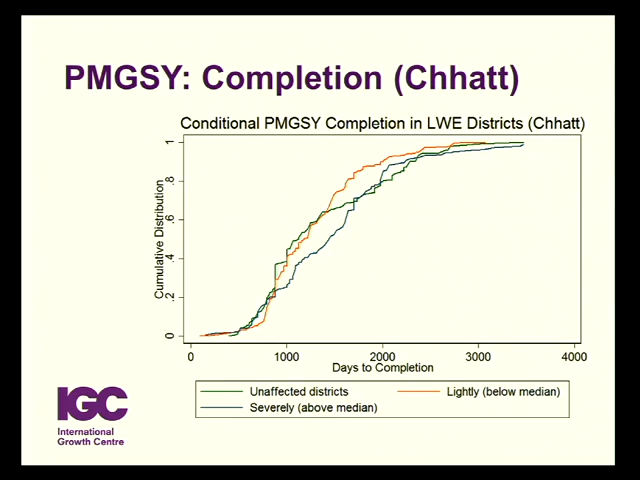 PMGSY: Completion (Chhatt)
Conditional PMGSY Completion in LWE Districts (Chhatt)
Cumulative Distribution
1
.8
.6
.4
.2
0
0 1000 2000 3000 4000
Days to Completion
Unaffected districts Lightly (below median)
Severely (above median)
IGC
International
Growth Centre